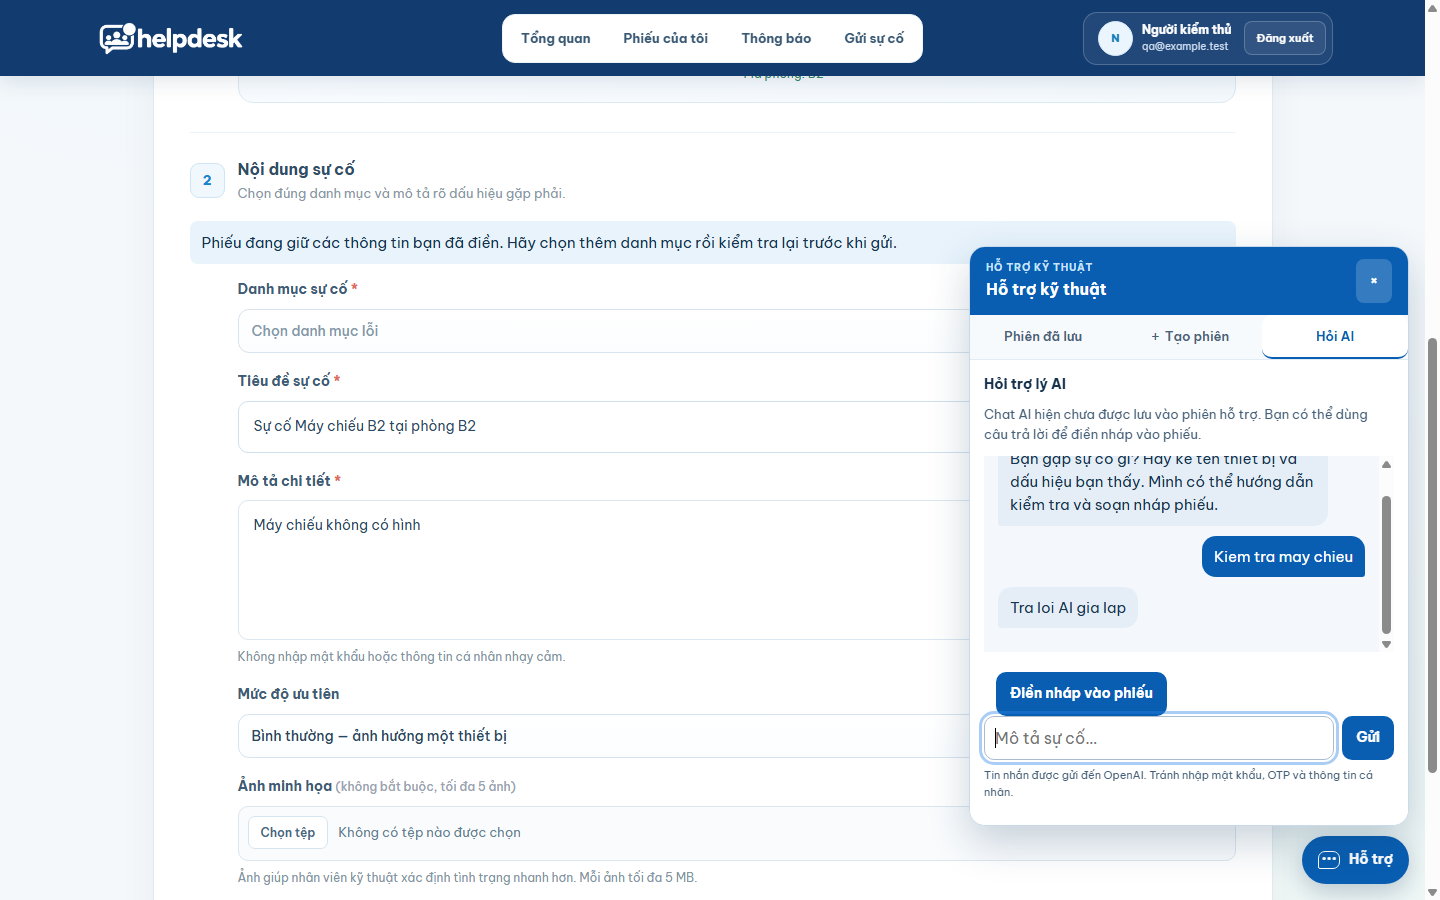 helpdesk
Tổng quan
Phiếu của tôi
Thông báo
Gửi sự cố
N
Người kiểm thủ
qa@example.test
Đăng xuất
2
Nội dung sự cố
Chọn đúng danh mục và mô tả rõ dấu hiệu gặp phải.
Phiếu đang giữ các thông tin bạn đã điền. Hãy chọn thêm danh mục rồi kiểm tra lại trước khi gửi.
Danh mục sự cố *
Chọn danh mục lỗi
Tiêu đề sự cố *
Sự cố Máy chiếu B2 tại phòng B2
Mô tả chi tiết *
Máy chiếu không có hình
Không nhập mật khẩu hoặc thông tin cá nhân nhạy cảm.
Mức độ ưu tiên
Bình thường — ảnh hưởng một thiết bị
Ảnh minh họa (không bắt buộc, tối đa 5 ảnh)
Chọn tệp
Không có tệp nào được chọn
Ảnh giúp nhân viên kỹ thuật xác định tình trạng nhanh hơn. Mỗi ảnh tối đa 5 MB.
HỖ TRỢ KỸ THUẬT
Hỗ trợ kỹ thuật
×
Phiên đã lưu
+ Tạo phiên
Hỏi AI
Hỏi trợ lý AI
Chat AI hiện chưa được lưu vào phiên hỗ trợ. Bạn có thể dùng
câu trả lời để điền nháp vào phiếu.
Bạn gặp sự cố gì? Hãy kể tên thiết bị và
dấu hiệu bạn thấy. Mình có thể hướng dẫn
kiểm tra và soạn nháp phiếu.
Kiem tra may chieu
Tra loi AI gia lap
Điền nháp vào phiếu
Mô tả sự cố...
Gửi
Tin nhắn được gửi đến OpenAI. Tránh nhập mật khẩu, OTP và thông tin cá
nhân.
Hỗ trợ